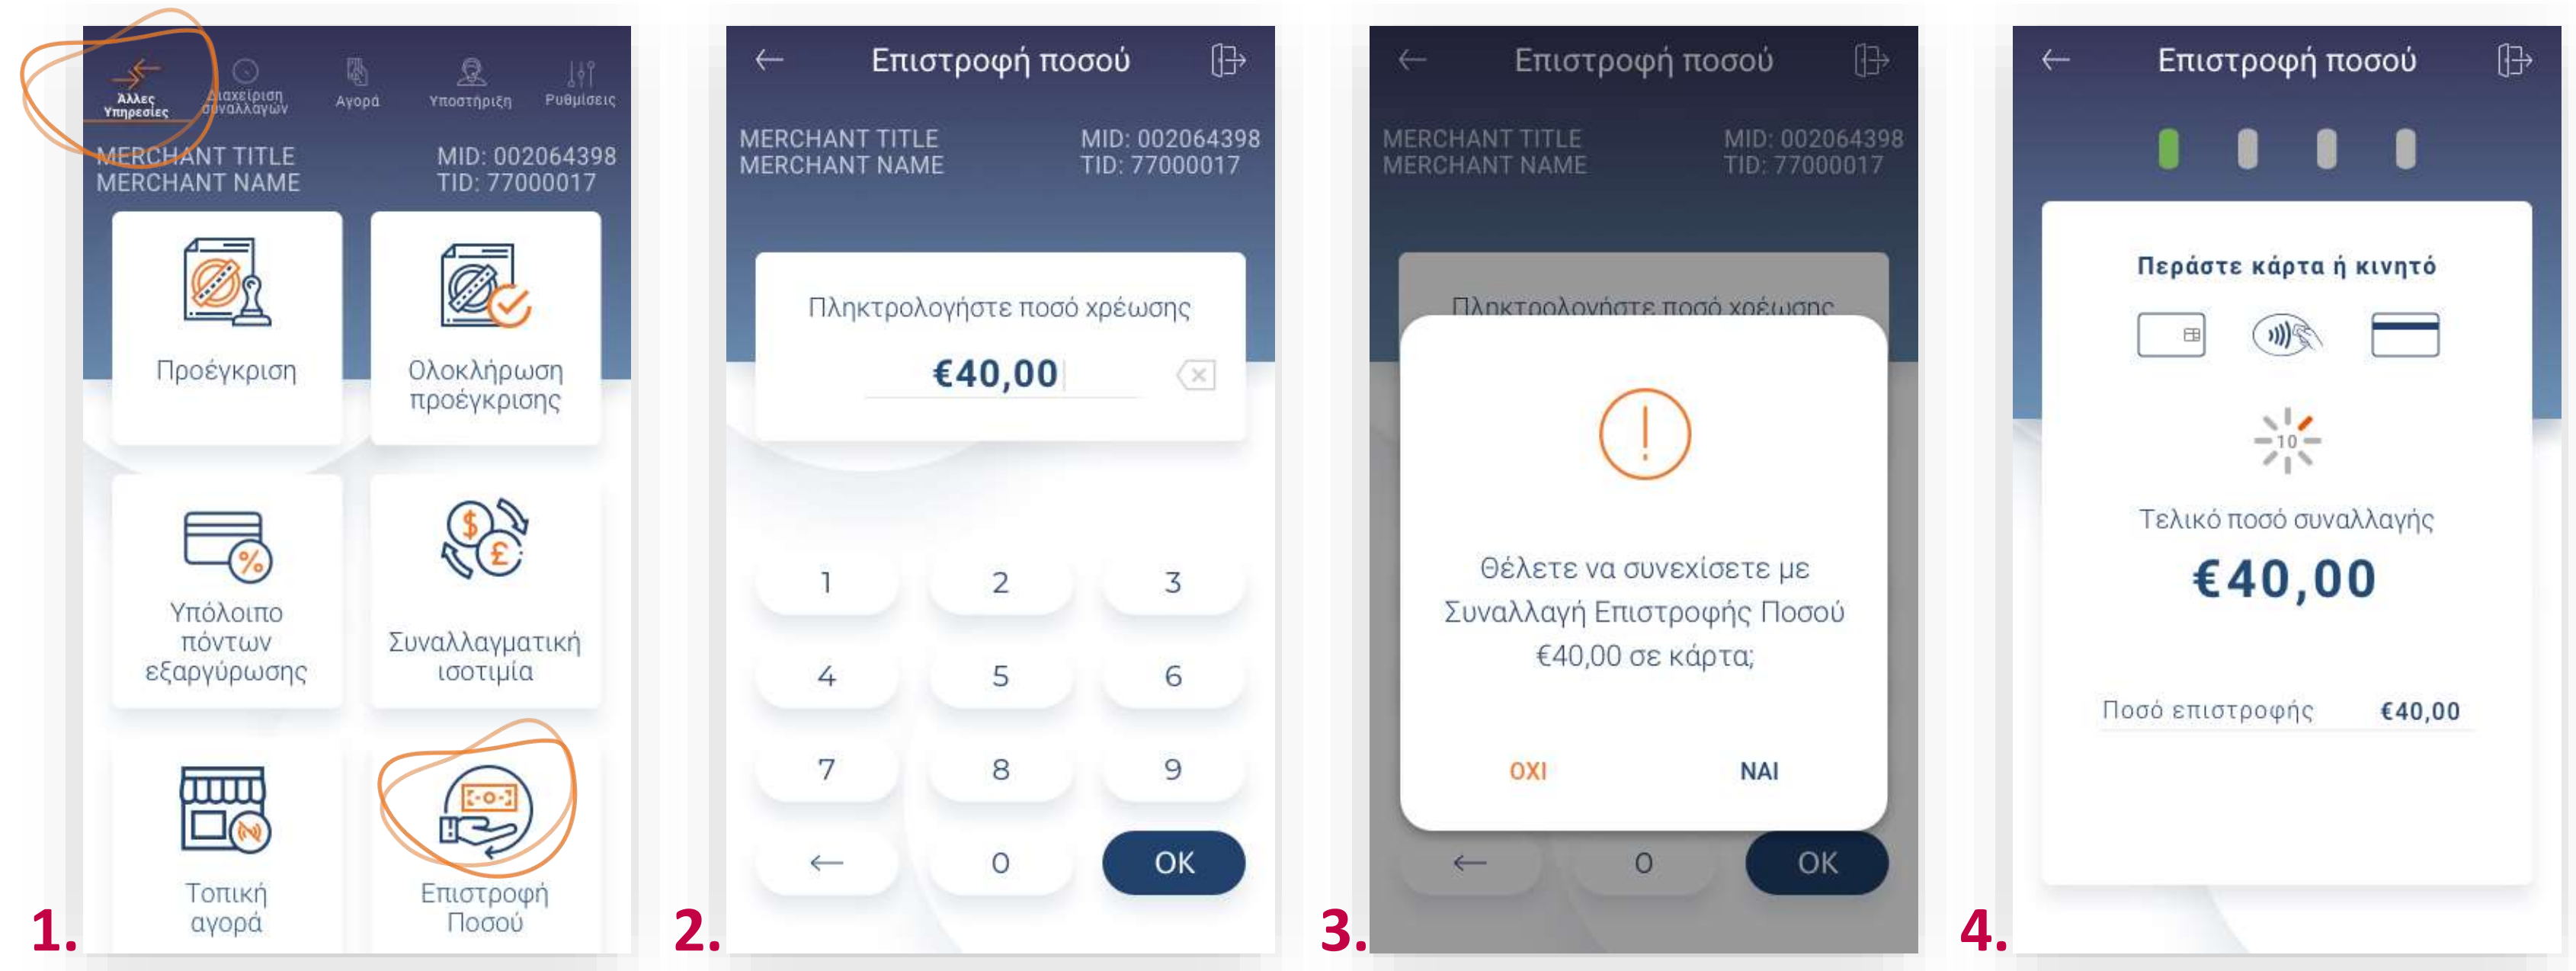 Άλλες
Υπηρεσίες
Διαχείριση
συναλλαγών
Αγορά
Υποστήριξη
Ρυθμίσεις
MERCHANT TITLE
MID: 002064398
MERCHANT NAME
TID: 77000017
Προέγκριση
Ολοκλήρωση
προέγκρισης
Υπόλοιπο
πόντων
εξαργύρωσης
Συναλλαγματική
ισοτιμία
Τοπική
αγορά
Επιστροφή
Ποσού
1.
Επιστροφή ποσού
MERCHANT TITLE
MID: 002064398
MERCHANT NAME
TID: 77000017
Πληκτρολογήστε ποσό χρέωσης
€40,00
1 2 3
4 5 6
7 8 9
0 OK
2.
Επιστροφή ποσού
MERCHANT TITLE
MID: 002064398
MERCHANT NAME
TID: 77000017
Πληκτρολογήστε ποσό χρέωσης
Θέλετε να συνεχίσετε με
Συναλλαγή Επιστροφής Ποσού
€40,00 σε κάρτα;
ΟΧΙ ΝΑΙ
0 OK
3.
Επιστροφή ποσού
Περάστε κάρτα ή κινητό
10
Τελικό ποσό συναλλαγής
€40,00
Ποσό επιστροφής €40,00
4.